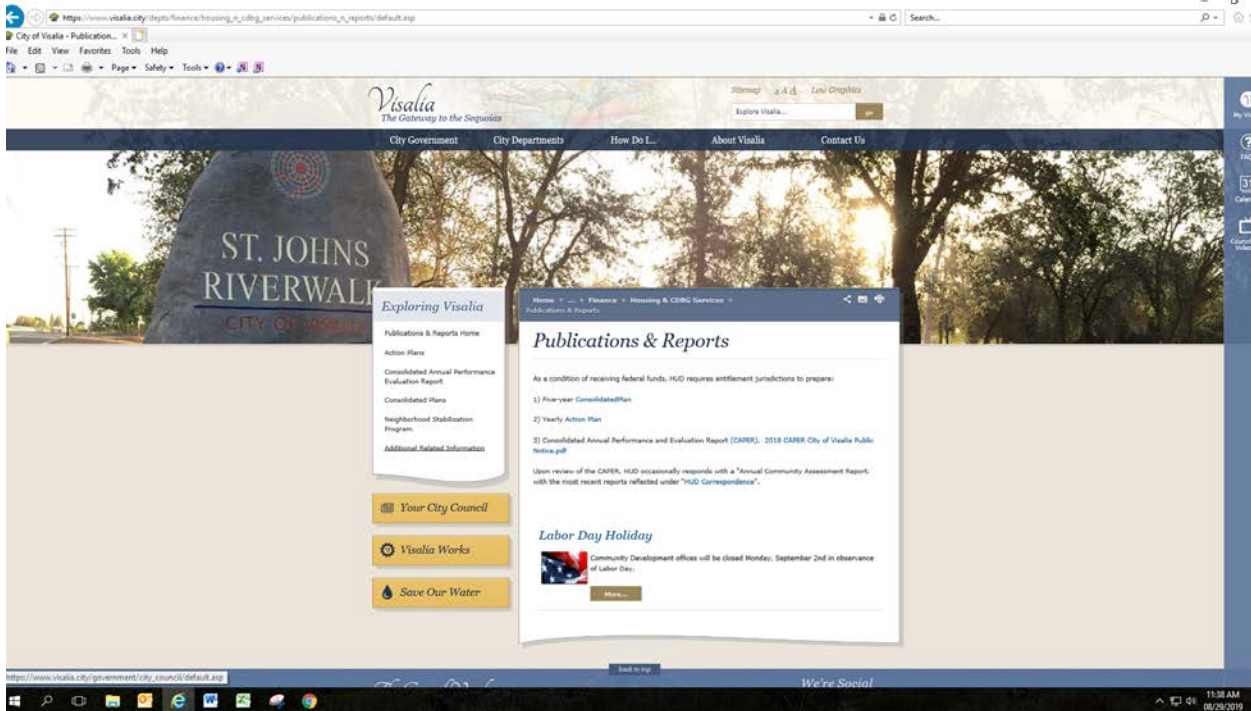 https://www.visalia.city/depts/finance/housing_n_cdbg_services/publications_n_reports/default.asp
Search...
City of Visalia - Publication...
File Edit View Favorites Tools Help
Page Safety Tools
Visalia
The Gateway to the Sequoias
Sitemap A A A Low Graphics
Explore Visalia...
go
City Government City Departments How Do I... About Visalia Contact Us
FAQ
31
ST. JOHNS
RIVERWALK
CITY OF VISALIA
Exploring Visalia
Publications & Reports Home
Action Plans
Consolidated Annual Performance
Evaluation Report
Consolidated Plans
Neighborhood Stabilization
Program
Additional Related Information
Your City Council
Visalia Works
Save Our Water
Home ... Finance Housing & CDBG Services
Publications & Reports
Publications & Reports
As a condition of receiving federal funds, HUD requires entitlement jurisdictions to prepare:
1) Five-year ConsolidatedPlan
2) Yearly Action Plan
3) Consolidated Annual Performance and Evaluation Report (CAPER). 2018 CAPER City of Visalia Public
Notice.pdf
Upon review of the CAPER, HUD occasionally responds with a "Annual Community Assessment Report,
with the most recent reports reflected under "HUD Correspondence".
Labor Day Holiday
Community Development offices will be closed Monday, September 2nd in observance
of Labor Day.
More...
back to top
We're Social
https://www.visalia.city/government/city_council/default.asp
11:38 AM
08/29/2019